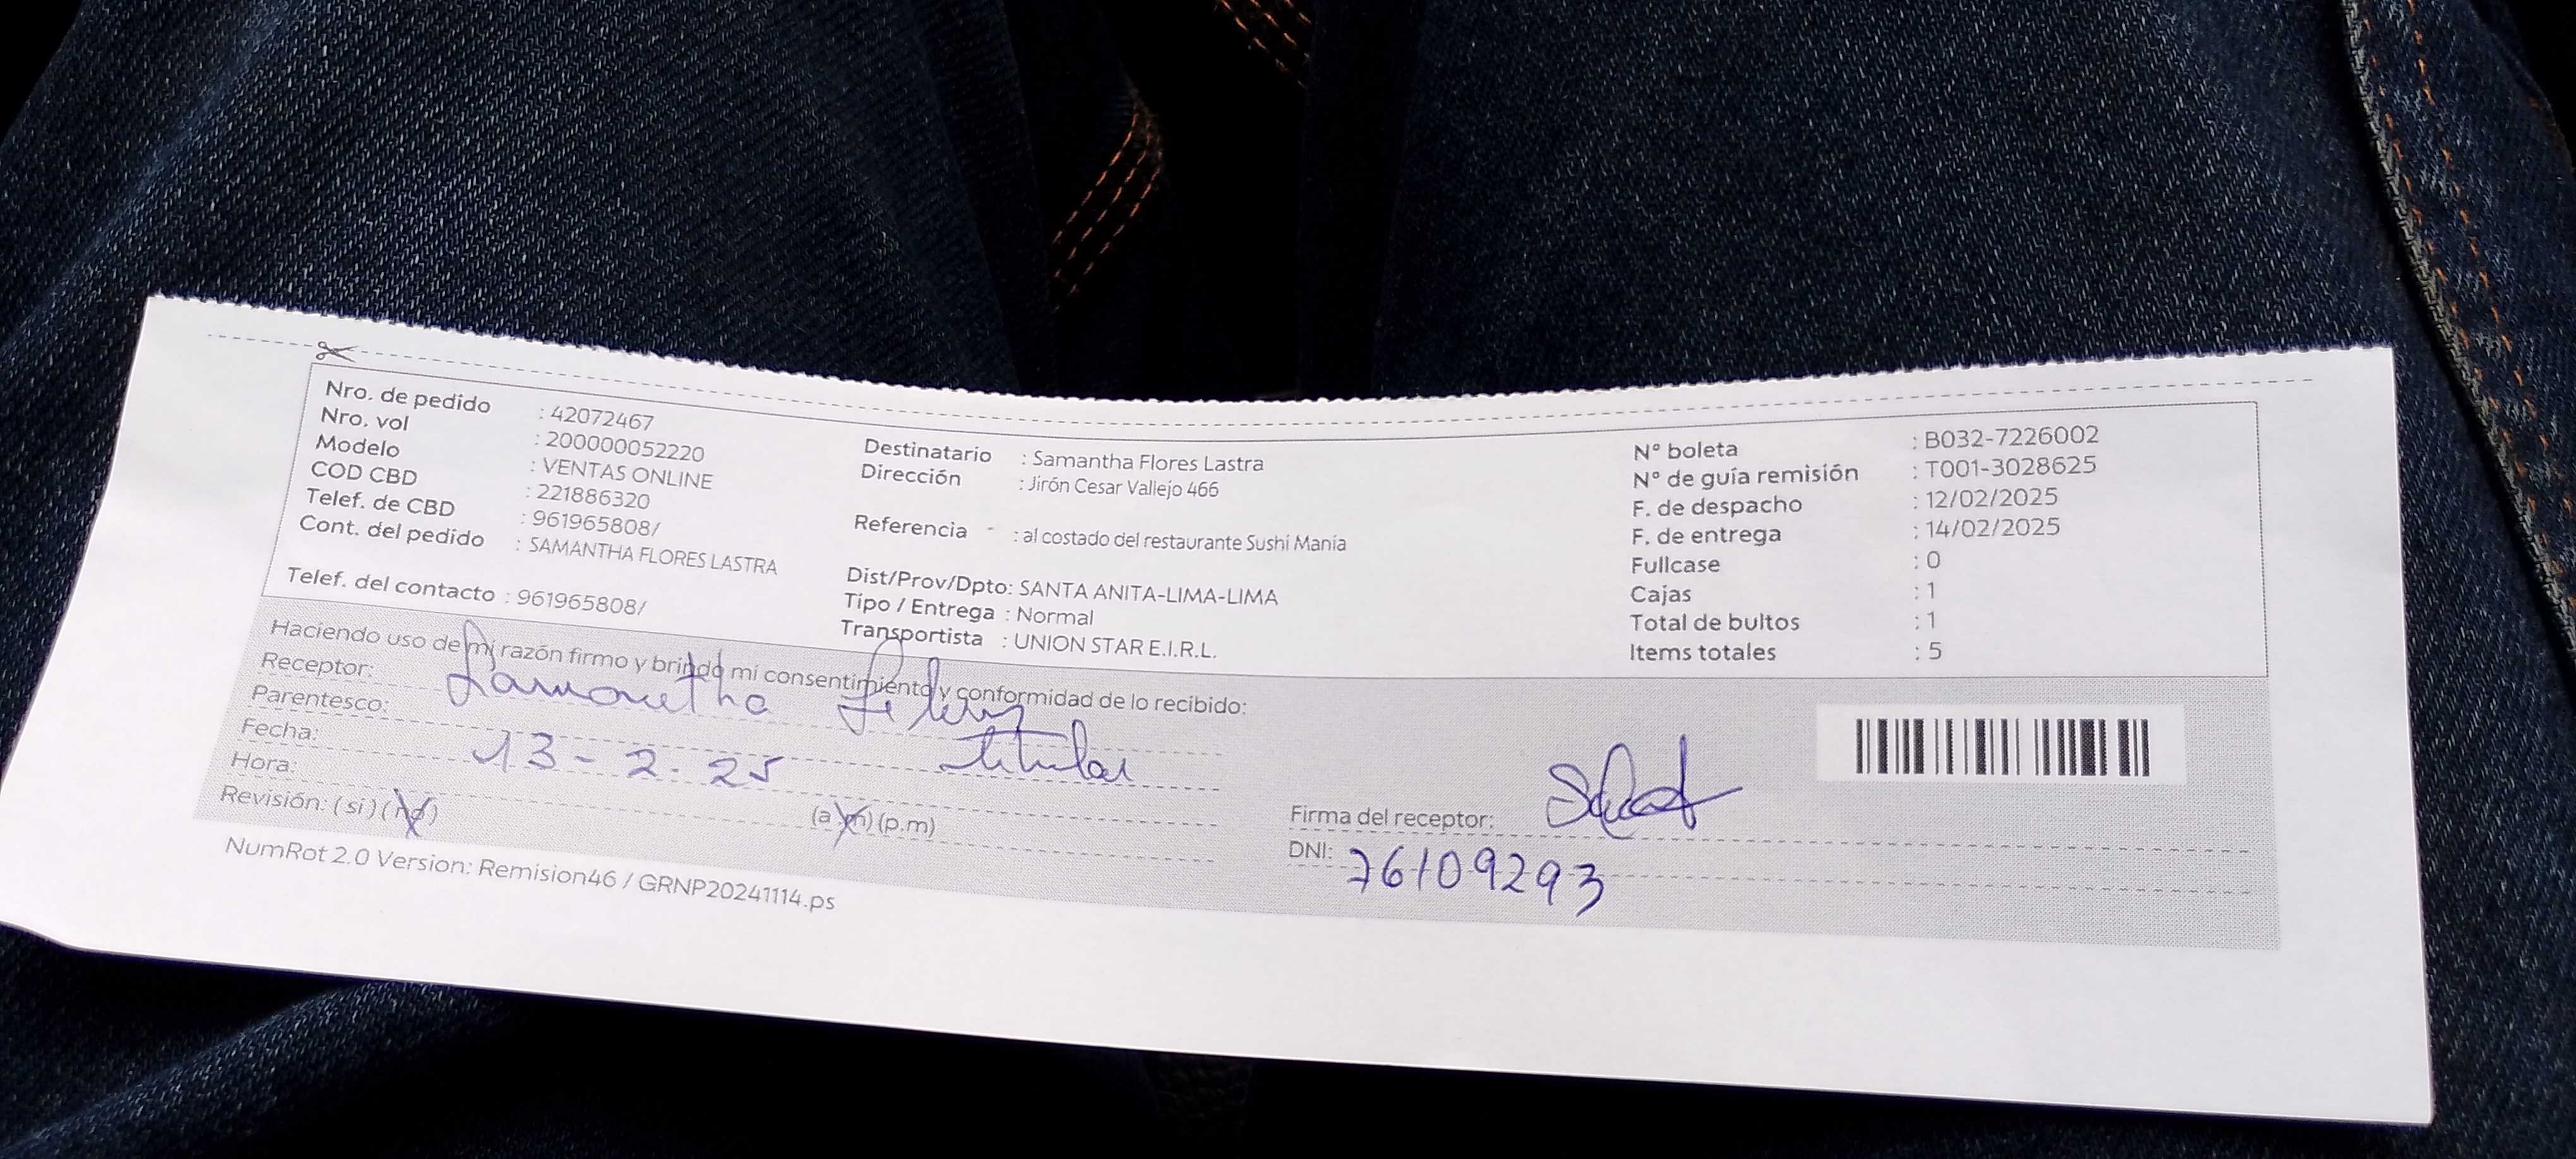 Nro. de pedido : 42072467
Nro. vol : 200000052220
Modelo : VENTAS ONLINE
COD CBD : 221886320
Telef. de CBD : 961965808/
Cont. del pedido : SAMANTHA FLORES LASTRA
Telef. del contacto : 961965808/
Destinatario : Samantha Flores Lastra
Dirección : Jirón Cesar Vallejo 466
Referencia : al costado del restaurante Sushi Mania
Dist/Prov/Dpto: SANTA ANITA-LIMA-LIMA
Tipo / Entrega : Normal
Transportista : UNION STAR E.I.R.L.
N° boleta : B032-7226002
N° de guía remisión : T001-3028625
F. de despacho : 12/02/2025
F. de entrega : 14/02/2025
Fullcase : 0
Cajas : 1
Total de bultos : 1
Items totales : 5
Haciendo uso de mi razón firmo y brindo mi consentimiento y conformidad de lo recibido:
Receptor: Samantha
Parentesco: titular
Fecha: 13-2-25
Hora: (a.m) (p.m)
Revisión: (si) (no)
Firma del receptor:
DNI: 76109293
NumRot 2.0 Version: Remision46 / GRNP20241114.ps